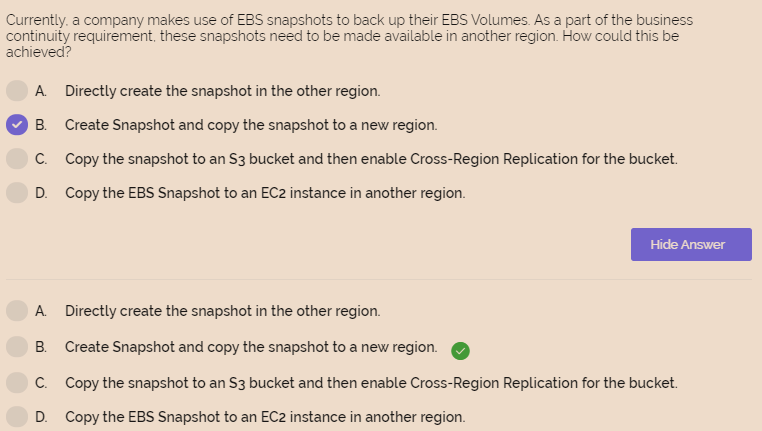 Currently, a company makes use of EBS snapshots to back up their EBS Volumes. As a part of the business
continuity requirement, these snapshots need to be made available in another region. How could this be
achieved?
A. Directly create the snapshot in the other region.
B. Create Snapshot and copy the snapshot to a new region.
C. Copy the snapshot to an S3 bucket and then enable Cross-Region Replication for the bucket.
D. Copy the EBS Snapshot to an EC2 instance in another region.
Hide Answer
A. Directly create the snapshot in the other region.
B. Create Snapshot and copy the snapshot to a new region.
C. Copy the snapshot to an S3 bucket and then enable Cross-Region Replication for the bucket.
D. Copy the EBS Snapshot to an EC2 instance in another region.